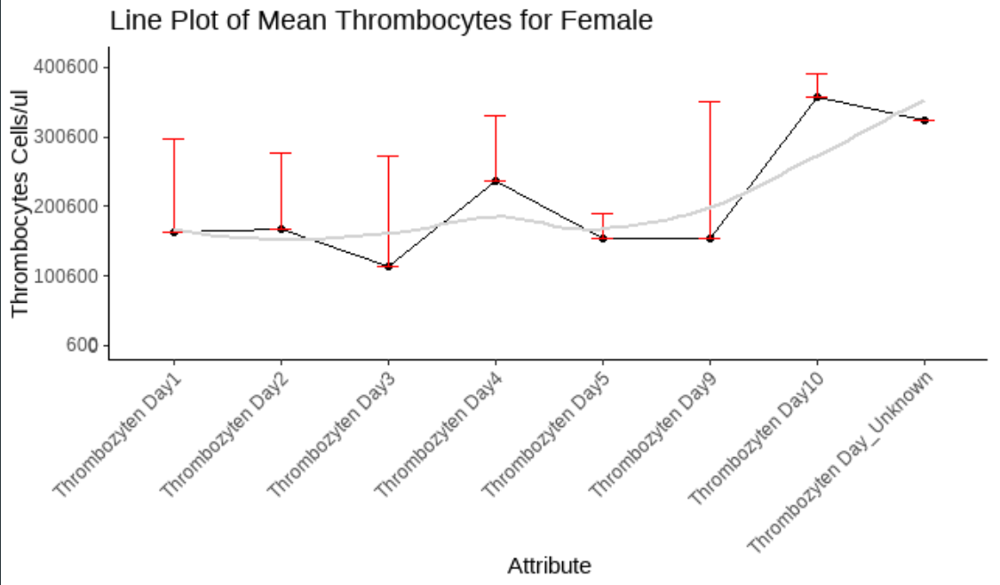 Line Plot of Mean Thrombocytes for Female
Thrombocytes Cells/ul
400600
300600
200600
100600
600
Thrombozyten Day1
Thrombozyten Day2
Thrombozyten Day3
Thrombozyten Day4
Thrombozyten Day5
Thrombozyten Day9
Thrombozyten Day10
Thrombozyten Day_Unknown
Attribute